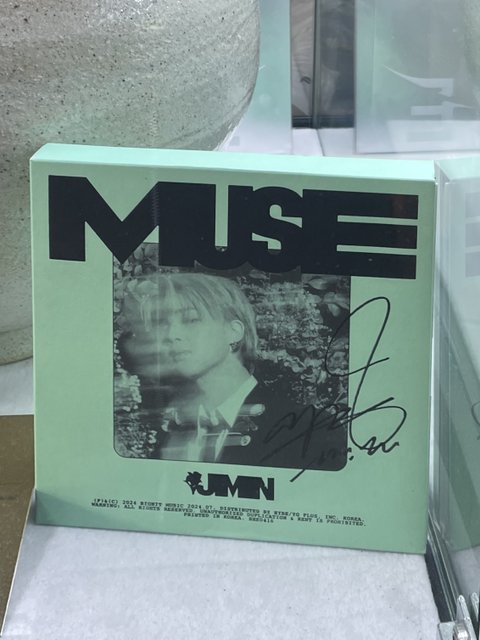 MUSE
JIMIN
(P)&(C) 2024 BIGHIT MUSIC 2024.07. DISTRIBUTED BY HYBE/YG PLUS, INC. KOREA.
WARNING: ALL RIGHTS RESERVED. UNAUTHORIZED DUPLICATION & RENT IS PROHIBITED.
PRINTED IN KOREA.